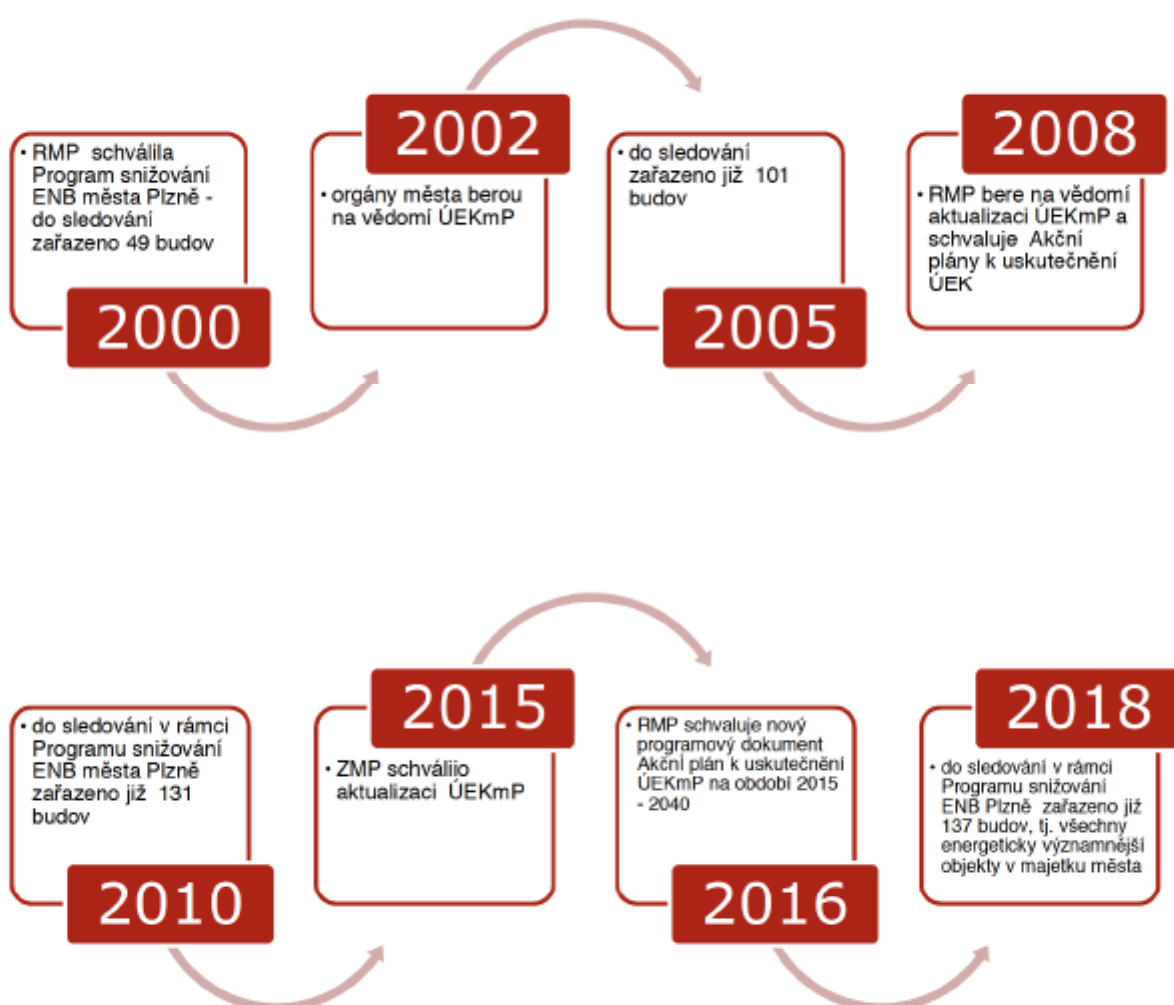 • RMP schválila
Program snižování
ENB města Plzně -
do sledování
zařazeno 49 budov
2000
2002
• orgány města berou
na vědomí ÚEKmP
• do sledování
zařazeno již 101
budov
2005
2008
• RMP bere na vědomí
aktualizaci ÚEKmP a
schvaluje Akční
plány k uskutečnění
ÚEK
• do sledování v rámci
Programu snižování
ENB města Plzně
zařazeno již 131
budov
2010
2015
• ZMP schválilo
aktualizaci ÚEKmP
• RMP schvaluje nový
programový dokument
Akční plán k uskutečnění
ÚEKmP na období 2015
- 2040
2016
2018
• do sledování v rámci
Programu snižování
ENB Plzně zařazeno již
137 budov, tj. všechny
energeticky významnější
objekty v majetku města